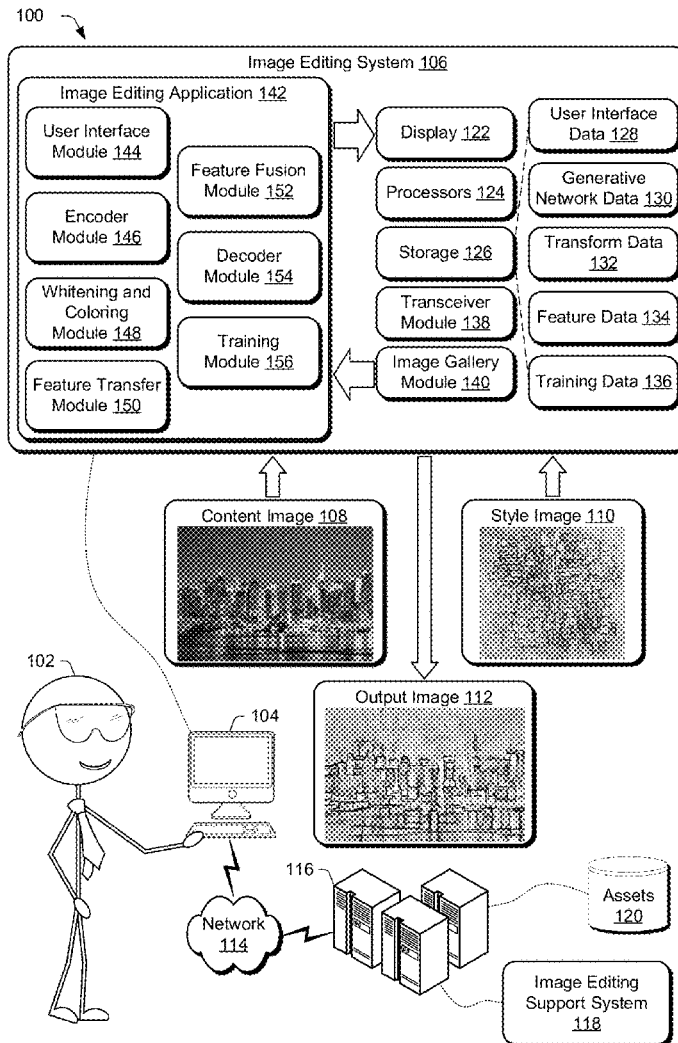 100
Image Editing System 106
Image Editing Application 142
User Interface
Module 144
Encoder
Module 146
Whitening and
Coloring
Module 148
Feature Transfer
Module 150
Feature Fusion
Module 152
Decoder
Module 154
Training
Module 156
Display 122
Processors 124
Storage 126
Transceiver
Module 138
Image Gallery
Module 140
User Interface
Data 128
Generative
Network Data 130
Transform Data
132
Feature Data 134
Training Data 136
Content Image 108
Style Image 110
Output Image 112
102
104
Network
114
116
Assets
120
Image Editing
Support System
118